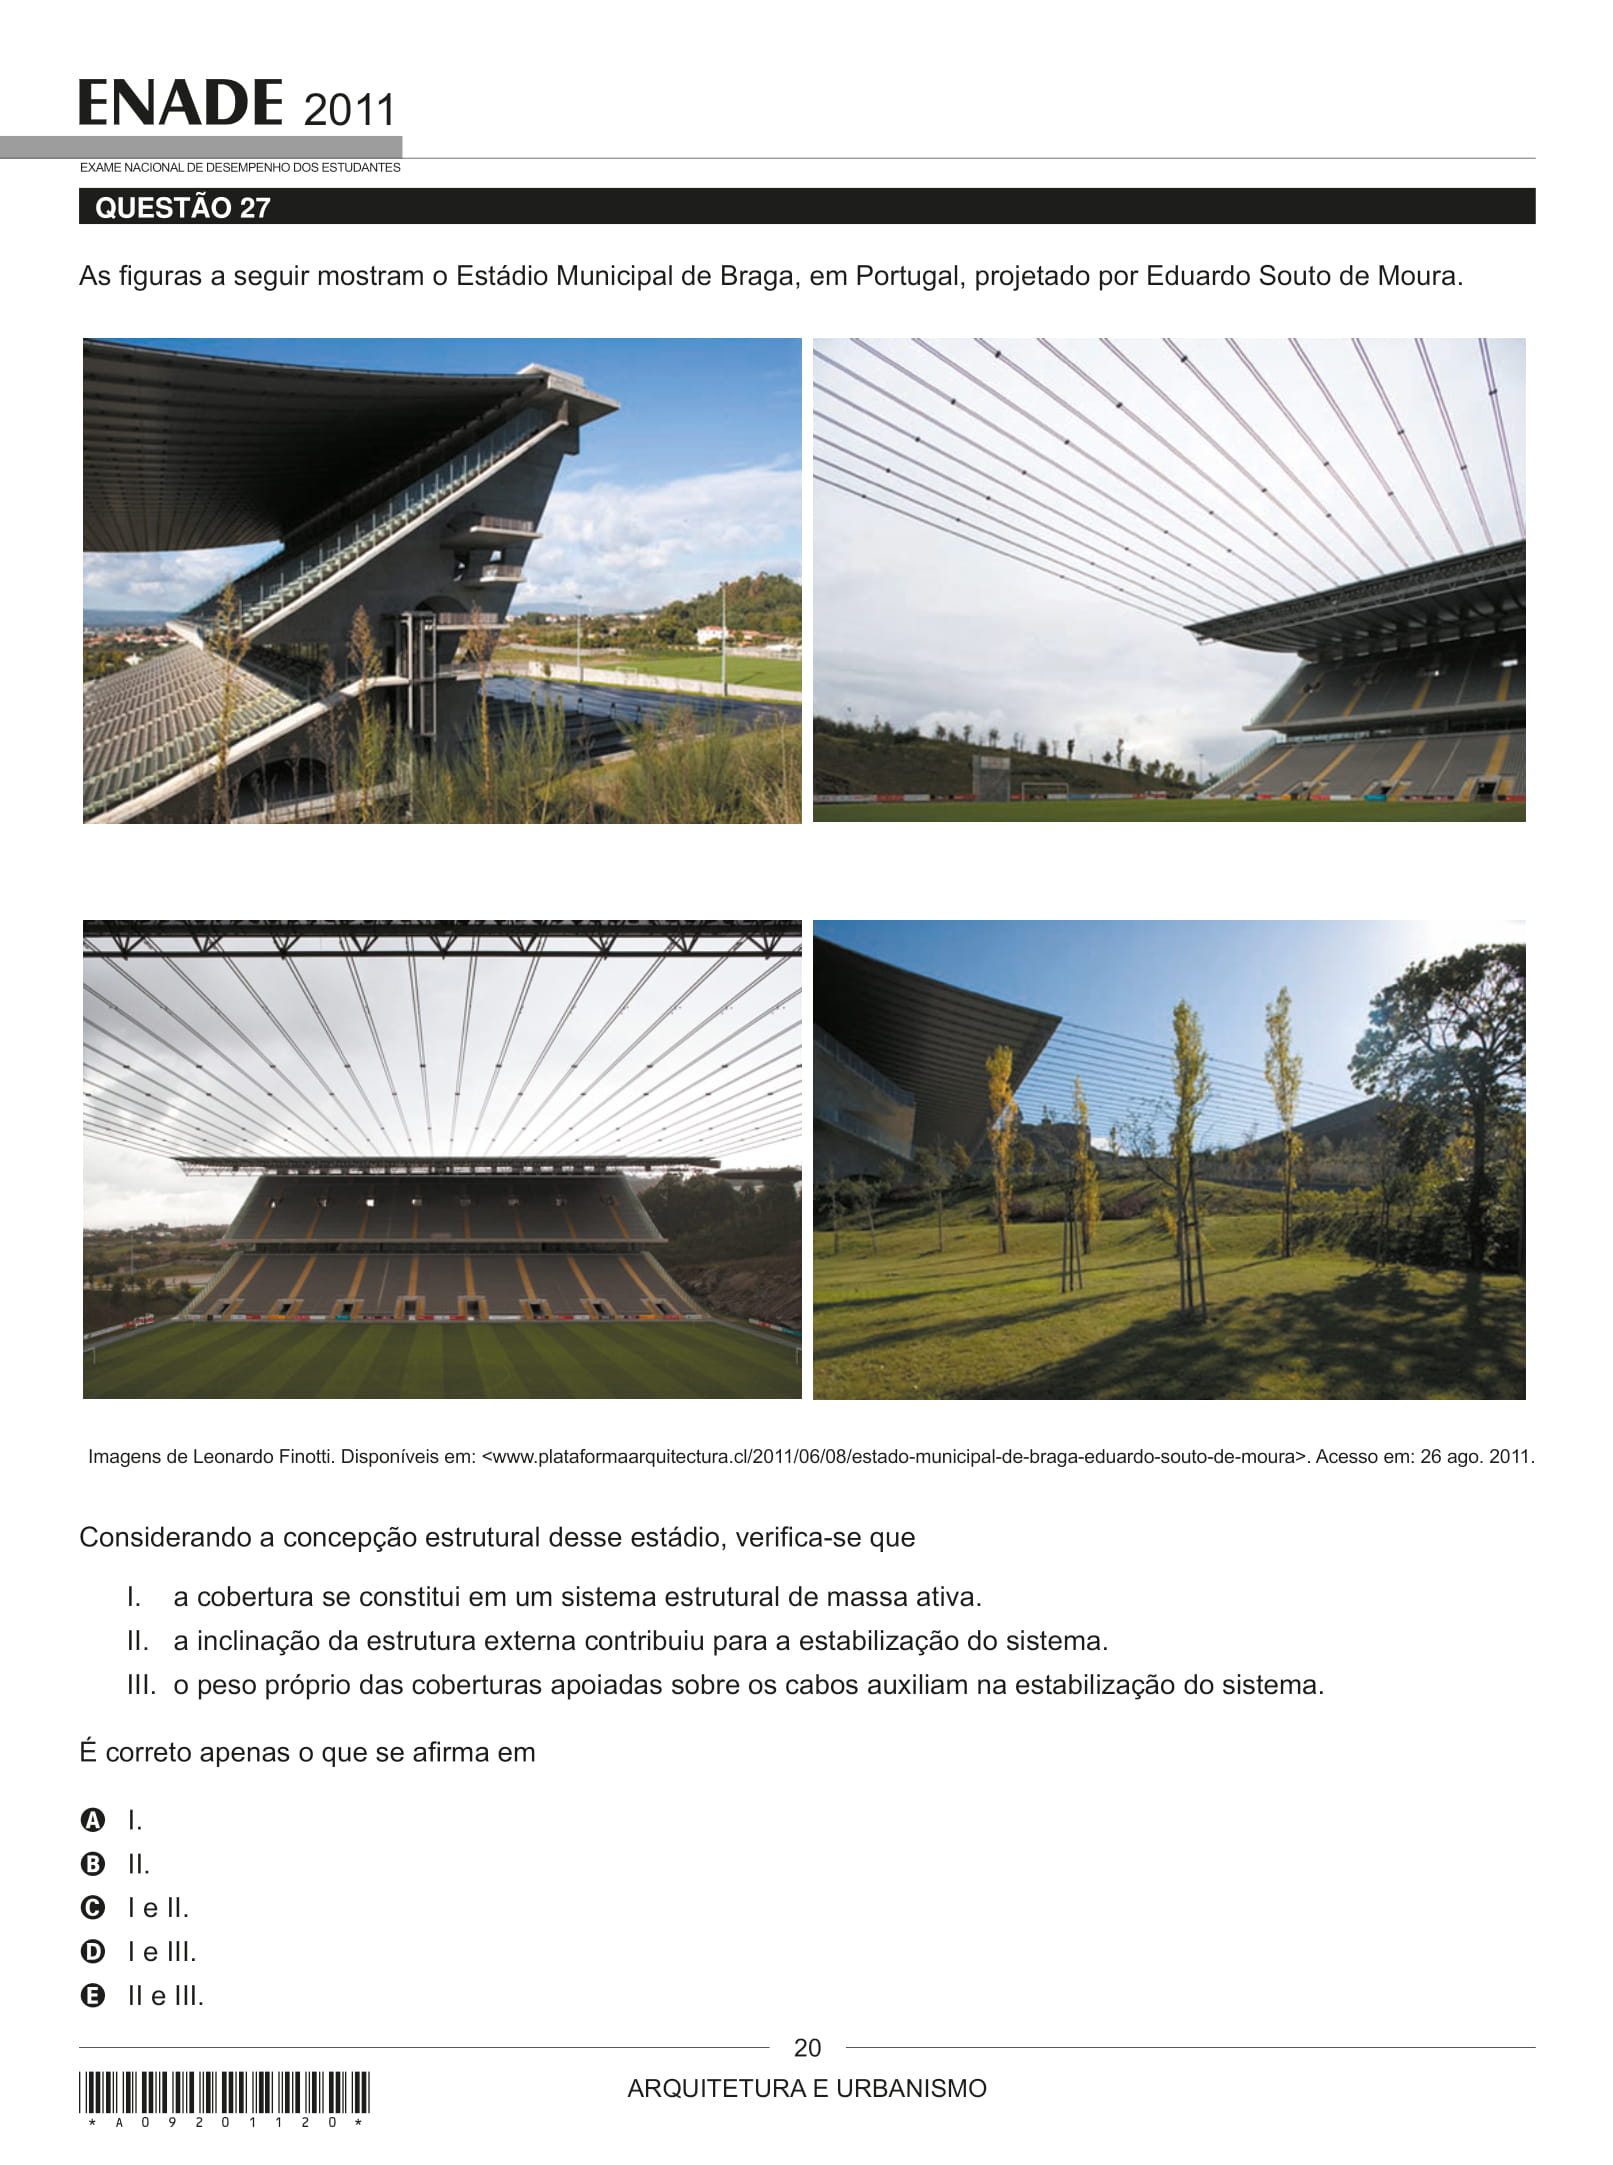 ENADE 2011
EXAME NACIONAL DE DESEMPENHO DOS ESTUDANTES
QUESTÃO 27
As figuras a seguir mostram o Estádio Municipal de Braga, em Portugal, projetado por Eduardo Souto de Moura.
Imagens de Leonardo Finotti. Disponíveis em: <www.plataformaarquitectura.cl/2011/06/08/estado-municipal-de-braga-eduardo-souto-de-moura>. Acesso em: 26 ago. 2011.
Considerando a concepção estrutural desse estádio, verifica-se que
I. a cobertura se constitui em um sistema estrutural de massa ativa.
II. a inclinação da estrutura externa contribuiu para a estabilização do sistema.
III. o peso próprio das coberturas apoiadas sobre os cabos auxiliam na estabilização do sistema.
É correto apenas o que se afirma em
A I.
B II.
C I e II.
D I e III.
E II e III.
20
ARQUITETURA E URBANISMO
* A 0 9 2 0 1 1 2 0 *